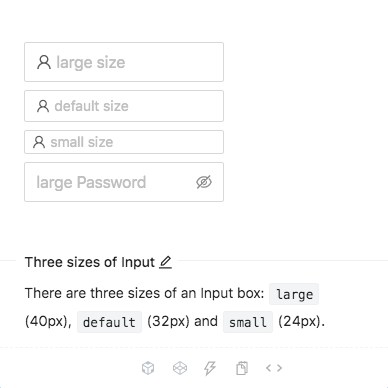 large size
default size
small size
large Password
Three sizes of Input
There are three sizes of an Input box: large
(40px), default (32px) and small (24px).